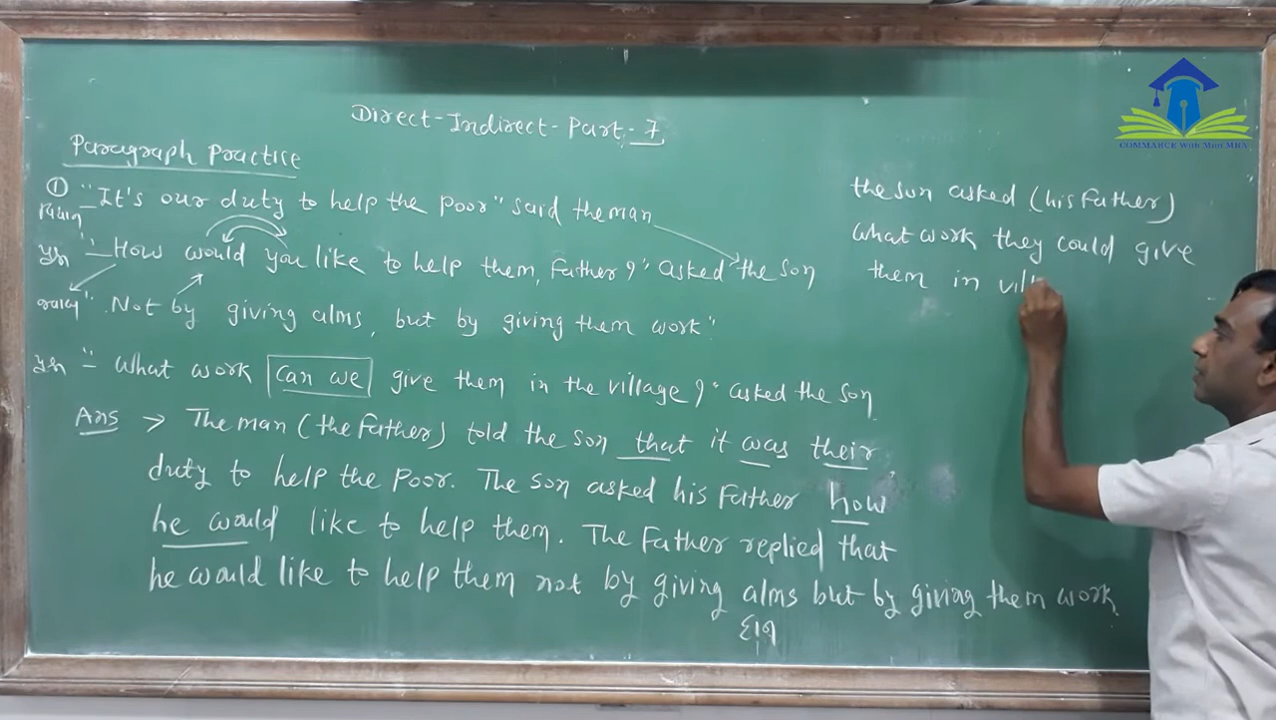 Direct-Indirect-Part-7
Paragraph Practise
① "It's our duty to help the poor" said the man
"- How would you like to help them, Father?" asked the son
" Not by giving alms, but by giving them work"
"- What work can we give them in the village?" asked the son
Ans > The man (the father) told the son that it was their
duty to help the poor. The son asked his Father how
he would like to help them. The Father replied that
he would like to help them not by giving alms but by giving them work
દાન
the son asked (his father)
what work they could give
them in vill
COMMARCE With Mast MBA